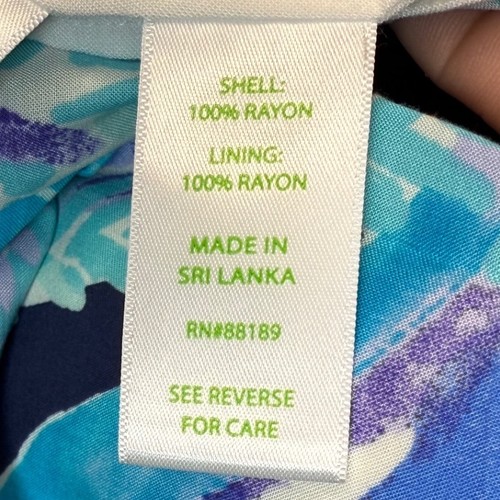 SHELL:
100% RAYON
LINING:
100% RAYON
MADE IN
SRI LANKA
RN#88189
SEE REVERSE
FOR CARE